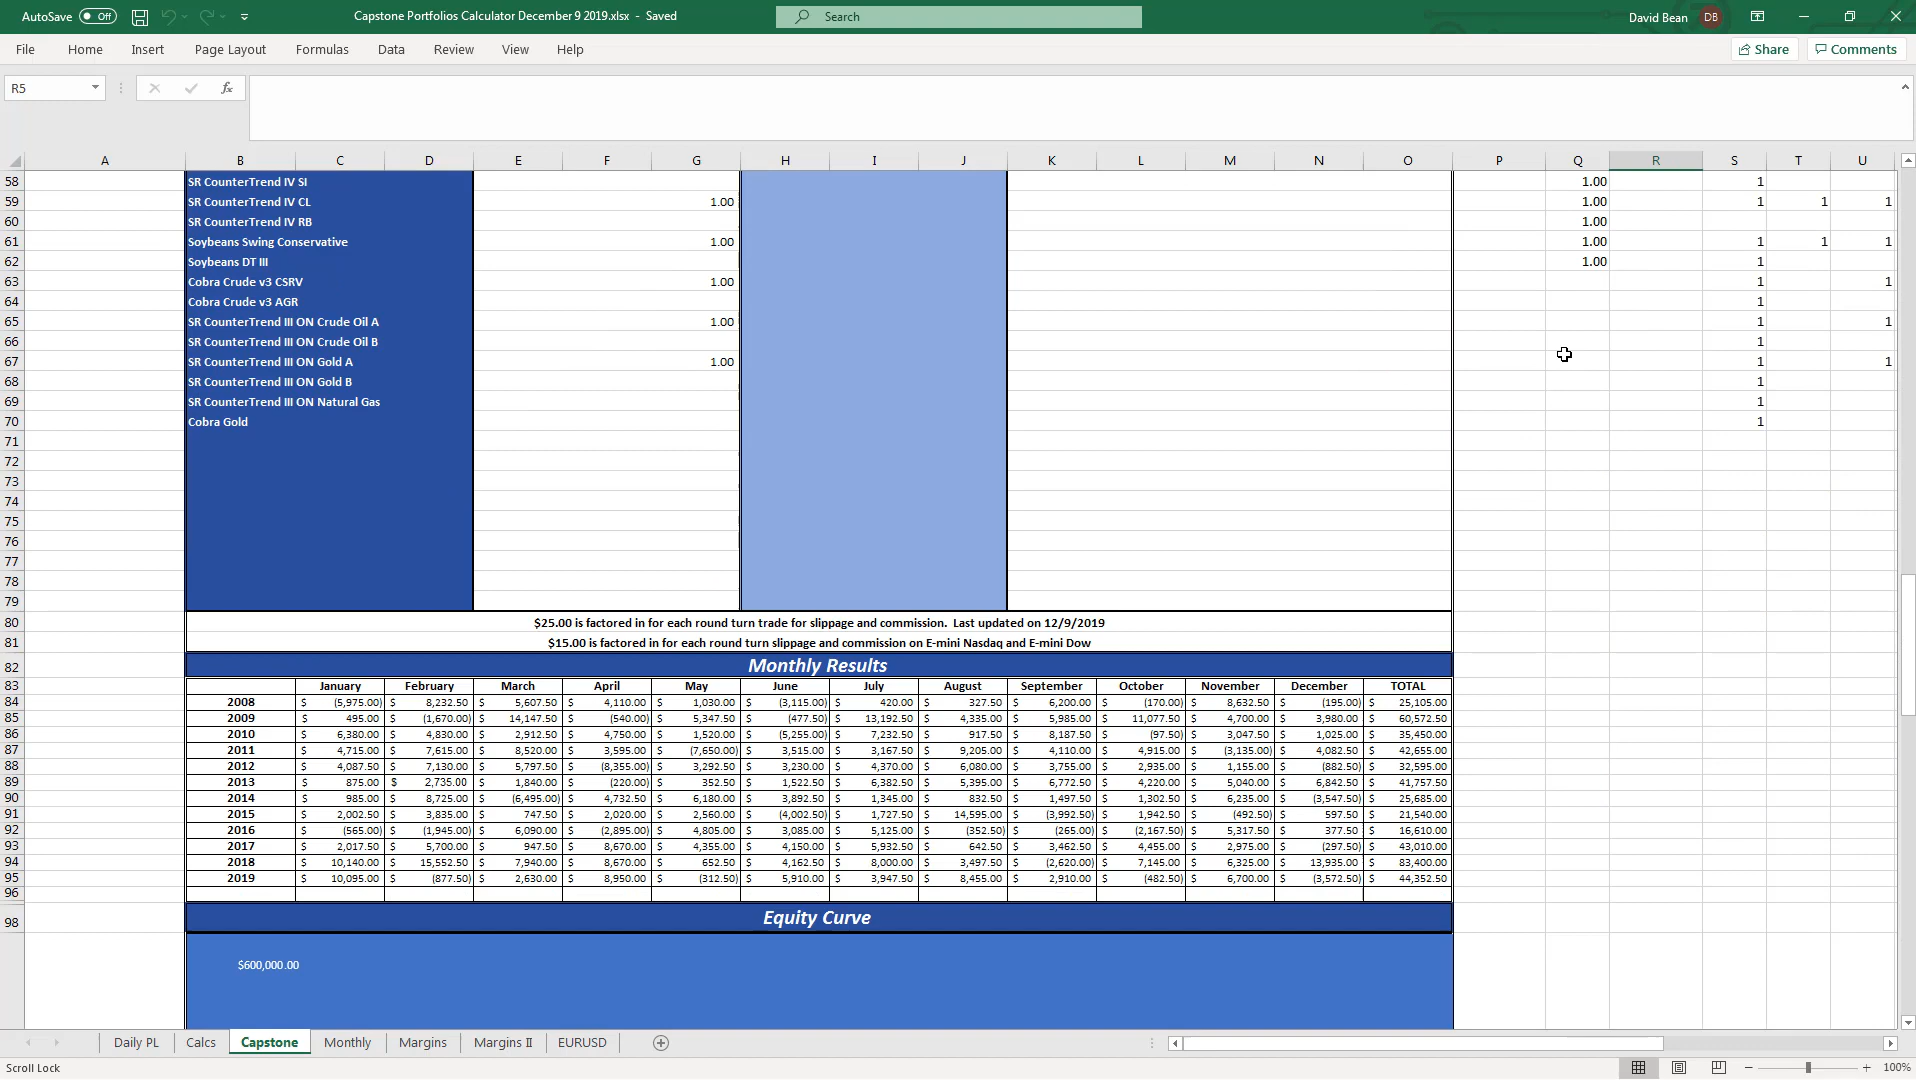 AutoSave Off Capstone Portfolios Calculator December 9 2019.xlsx - Saved Search David Bean DB
File Home Insert Page Layout Formulas Data Review View Help Share Comments
R5 fx
A B C D E F G H I J K L M N O P Q R S T U
58 SR CounterTrend IV SI 1.00 1
59 SR CounterTrend IV CL 1.00 1.00 1 1 1
60 SR CounterTrend IV RB 1.00
61 Soybeans Swing Conservative 1.00 1.00 1 1 1
62 Soybeans DT III 1.00 1
63 Cobra Crude v3 CSRV 1.00 1 1
64 Cobra Crude v3 AGR 1
65 SR CounterTrend III ON Crude Oil A 1.00 1 1
66 SR CounterTrend III ON Crude Oil B 1
67 SR CounterTrend III ON Gold A 1.00 1 1
68 SR CounterTrend III ON Gold B 1
69 SR CounterTrend III ON Natural Gas 1
70 Cobra Gold 1
71
72
73
74
75
76
77
78
79
80 $25.00 is factored in for each round turn trade for slippage and commission. Last updated on 12/9/2019
81 $15.00 is factored in for each round turn slippage and commission on E-mini Nasdaq and E-mini Dow
82 Monthly Results
83 January February March April May June July August September October November December TOTAL
84 2008 $ (5,975.00) $ 8,232.50 $ 5,607.50 $ 4,110.00 $ 1,030.00 $ (3,115.00) $ 420.00 $ 327.50 $ 6,200.00 $ (170.00) $ 8,632.50 $ (195.00) $ 25,105.00
85 2009 $ 495.00 $ (1,670.00) $ 14,147.50 $ (540.00) $ 5,347.50 $ (477.50) $ 13,192.50 $ 4,335.00 $ 5,985.00 $ 11,077.50 $ 4,700.00 $ 3,980.00 $ 60,572.50
86 2010 $ 6,380.00 $ 4,830.00 $ 2,912.50 $ 4,750.00 $ 1,520.00 $ (5,255.00) $ 7,232.50 $ 917.50 $ 8,187.50 $ (97.50) $ 3,047.50 $ 1,025.00 $ 35,450.00
87 2011 $ 4,715.00 $ 7,615.00 $ 8,520.00 $ 3,595.00 $ (7,650.00) $ 3,515.00 $ 3,167.50 $ 9,205.00 $ 4,110.00 $ 4,915.00 $ (3,135.00) $ 4,082.50 $ 42,655.00
88 2012 $ 4,087.50 $ 7,130.00 $ 5,797.50 $ (8,355.00) $ 3,292.50 $ 3,230.00 $ 4,370.00 $ 6,080.00 $ 3,755.00 $ 2,935.00 $ 1,155.00 $ (882.50) $ 32,595.00
89 2013 $ 875.00 $ 2,735.00 $ 1,840.00 $ (220.00) $ 352.50 $ 1,522.50 $ 6,382.50 $ 5,395.00 $ 6,772.50 $ 4,220.00 $ 5,040.00 $ 6,842.50 $ 41,757.50
90 2014 $ 985.00 $ 8,725.00 $ (6,495.00) $ 4,732.50 $ 6,180.00 $ 3,892.50 $ 1,345.00 $ 832.50 $ 1,497.50 $ 1,302.50 $ 6,235.00 $ (3,547.50) $ 25,685.00
91 2015 $ 2,002.50 $ 3,835.00 $ 747.50 $ 2,020.00 $ 2,560.00 $ (4,002.50) $ 1,727.50 $ 14,595.00 $ (3,992.50) $ 1,942.50 $ (492.50) $ 597.50 $ 21,540.00
92 2016 $ (565.00) $ (1,945.00) $ 6,090.00 $ (2,895.00) $ 4,805.00 $ 3,085.00 $ 5,125.00 $ (352.50) $ (265.00) $ (2,167.50) $ 5,317.50 $ 377.50 $ 16,610.00
93 2017 $ 2,017.50 $ 5,700.00 $ 947.50 $ 8,670.00 $ 4,355.00 $ 4,150.00 $ 5,932.50 $ 642.50 $ 3,462.50 $ 4,455.00 $ 2,975.00 $ (297.50) $ 43,010.00
94 2018 $ 10,140.00 $ 15,552.50 $ 7,940.00 $ 8,670.00 $ 652.50 $ 4,162.50 $ 8,000.00 $ 3,497.50 $ (2,620.00) $ 7,145.00 $ 6,325.00 $ 13,935.00 $ 83,400.00
95 2019 $ 10,095.00 $ (877.50) $ 2,630.00 $ 8,950.00 $ (312.50) $ 5,910.00 $ 3,947.50 $ 8,455.00 $ 2,910.00 $ (482.50) $ 6,700.00 $ (3,572.50) $ 44,352.50
96
98 Equity Curve
$600,000.00
Daily PL Calcs Capstone Monthly Margins Margins II EURUSD
Scroll Lock 100%